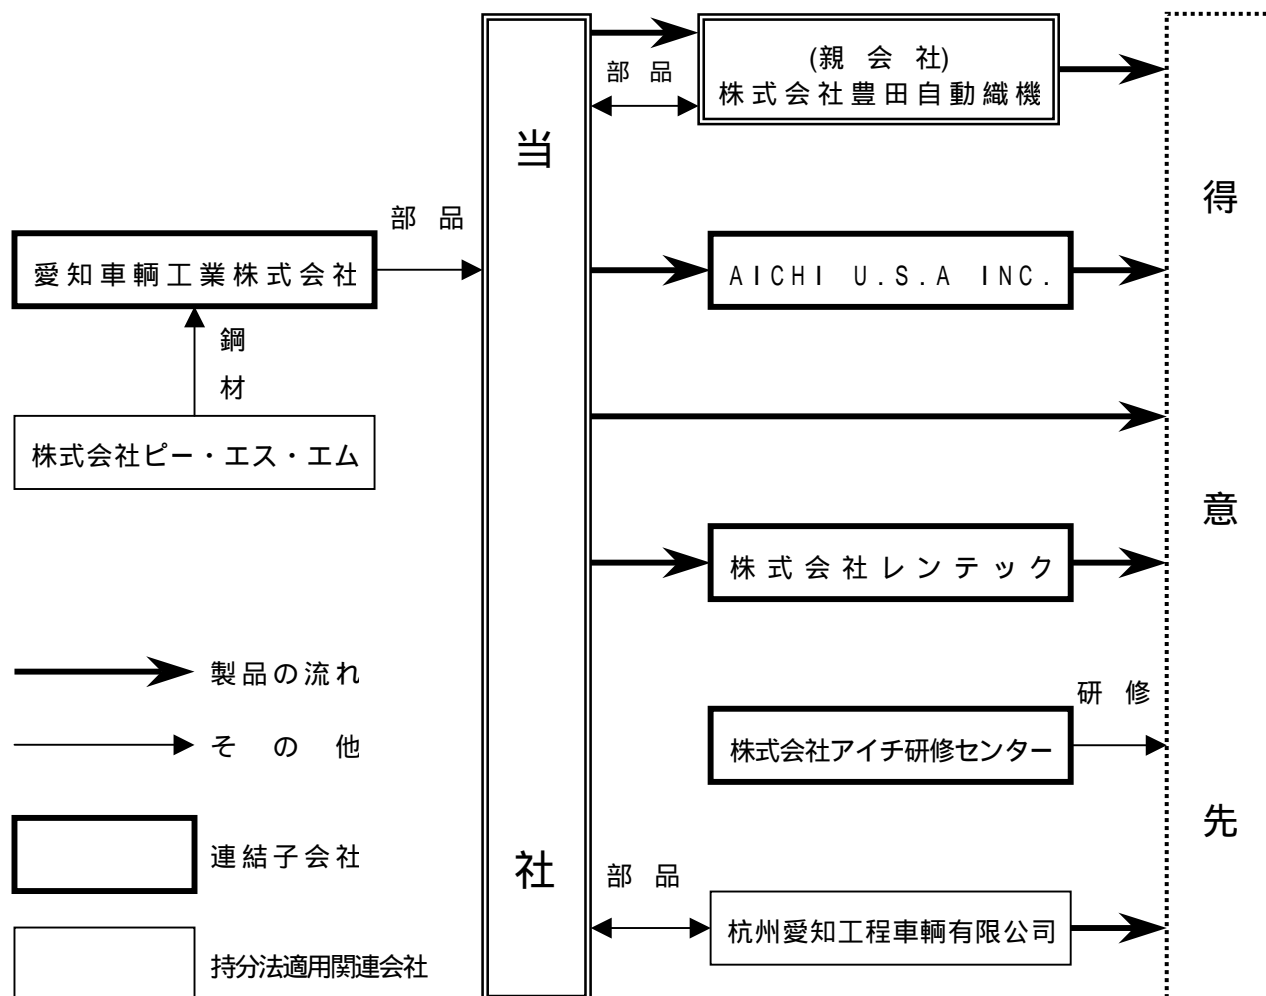 (親会社)
株式会社豊田自動織機
部品
当社
得意先
部品
愛知車輌工業株式会社
AICHI U.S.A INC.
鋼材
株式会社ピー・エス・エム
株式会社レンテック
製品の流れ
研修
その他
株式会社アイチ研修センター
連結子会社
部品
杭州愛知工程車輌有限公司
持分法適用関連会社